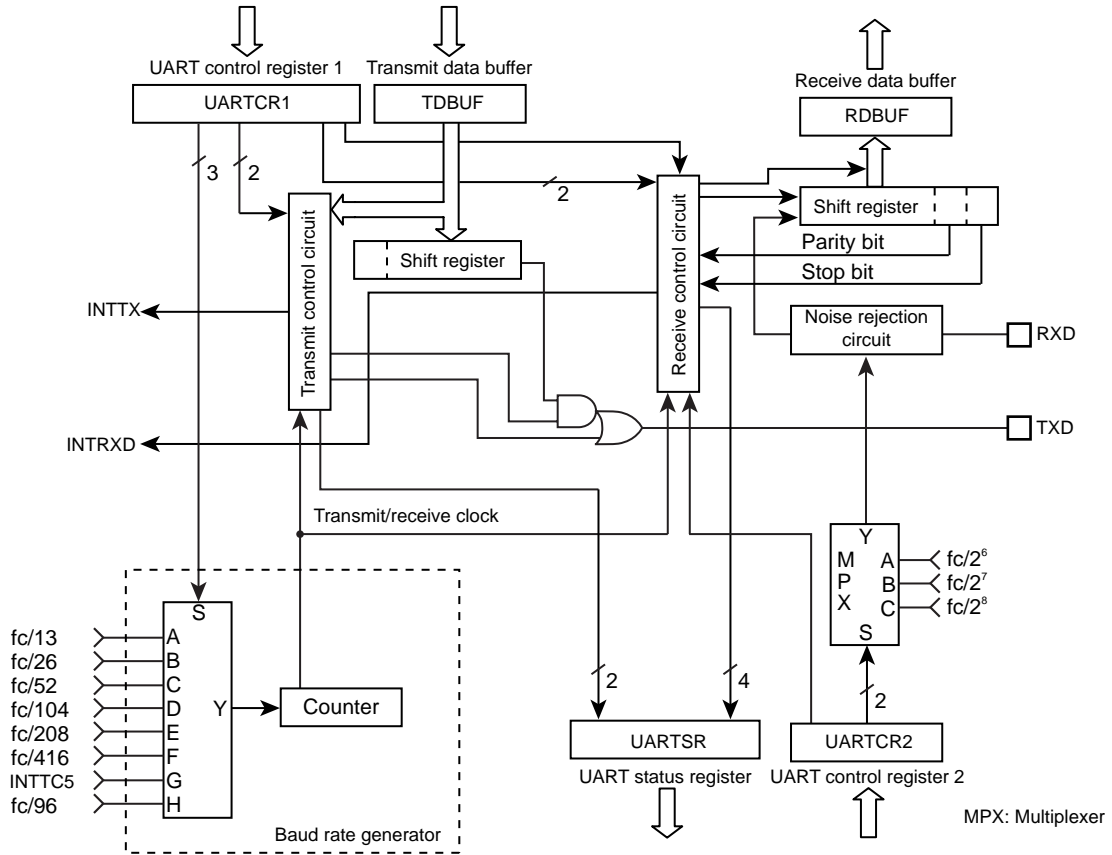 UART control register 1
Transmit data buffer
Receive data buffer
UARTCR1
TDBUF
RDBUF
3
2
2
Transmit control circuit
Shift register
Receive control circuit
Shift register
Parity bit
Stop bit
INTTX
Noise rejection
circuit
RXD
INTRXD
TXD
Transmit/receive clock
Y
M
P
X
A
B
C
S
fc/2⁶
fc/2⁷
fc/2⁸
S
fc/13
A
fc/26
B
fc/52
C
fc/104
D
Y
Counter
fc/208
E
fc/416
F
INTTC5
G
fc/96
H
Baud rate generator
2
4
2
UARTSR
UARTCR2
UART status register
UART control register 2
MPX: Multiplexer